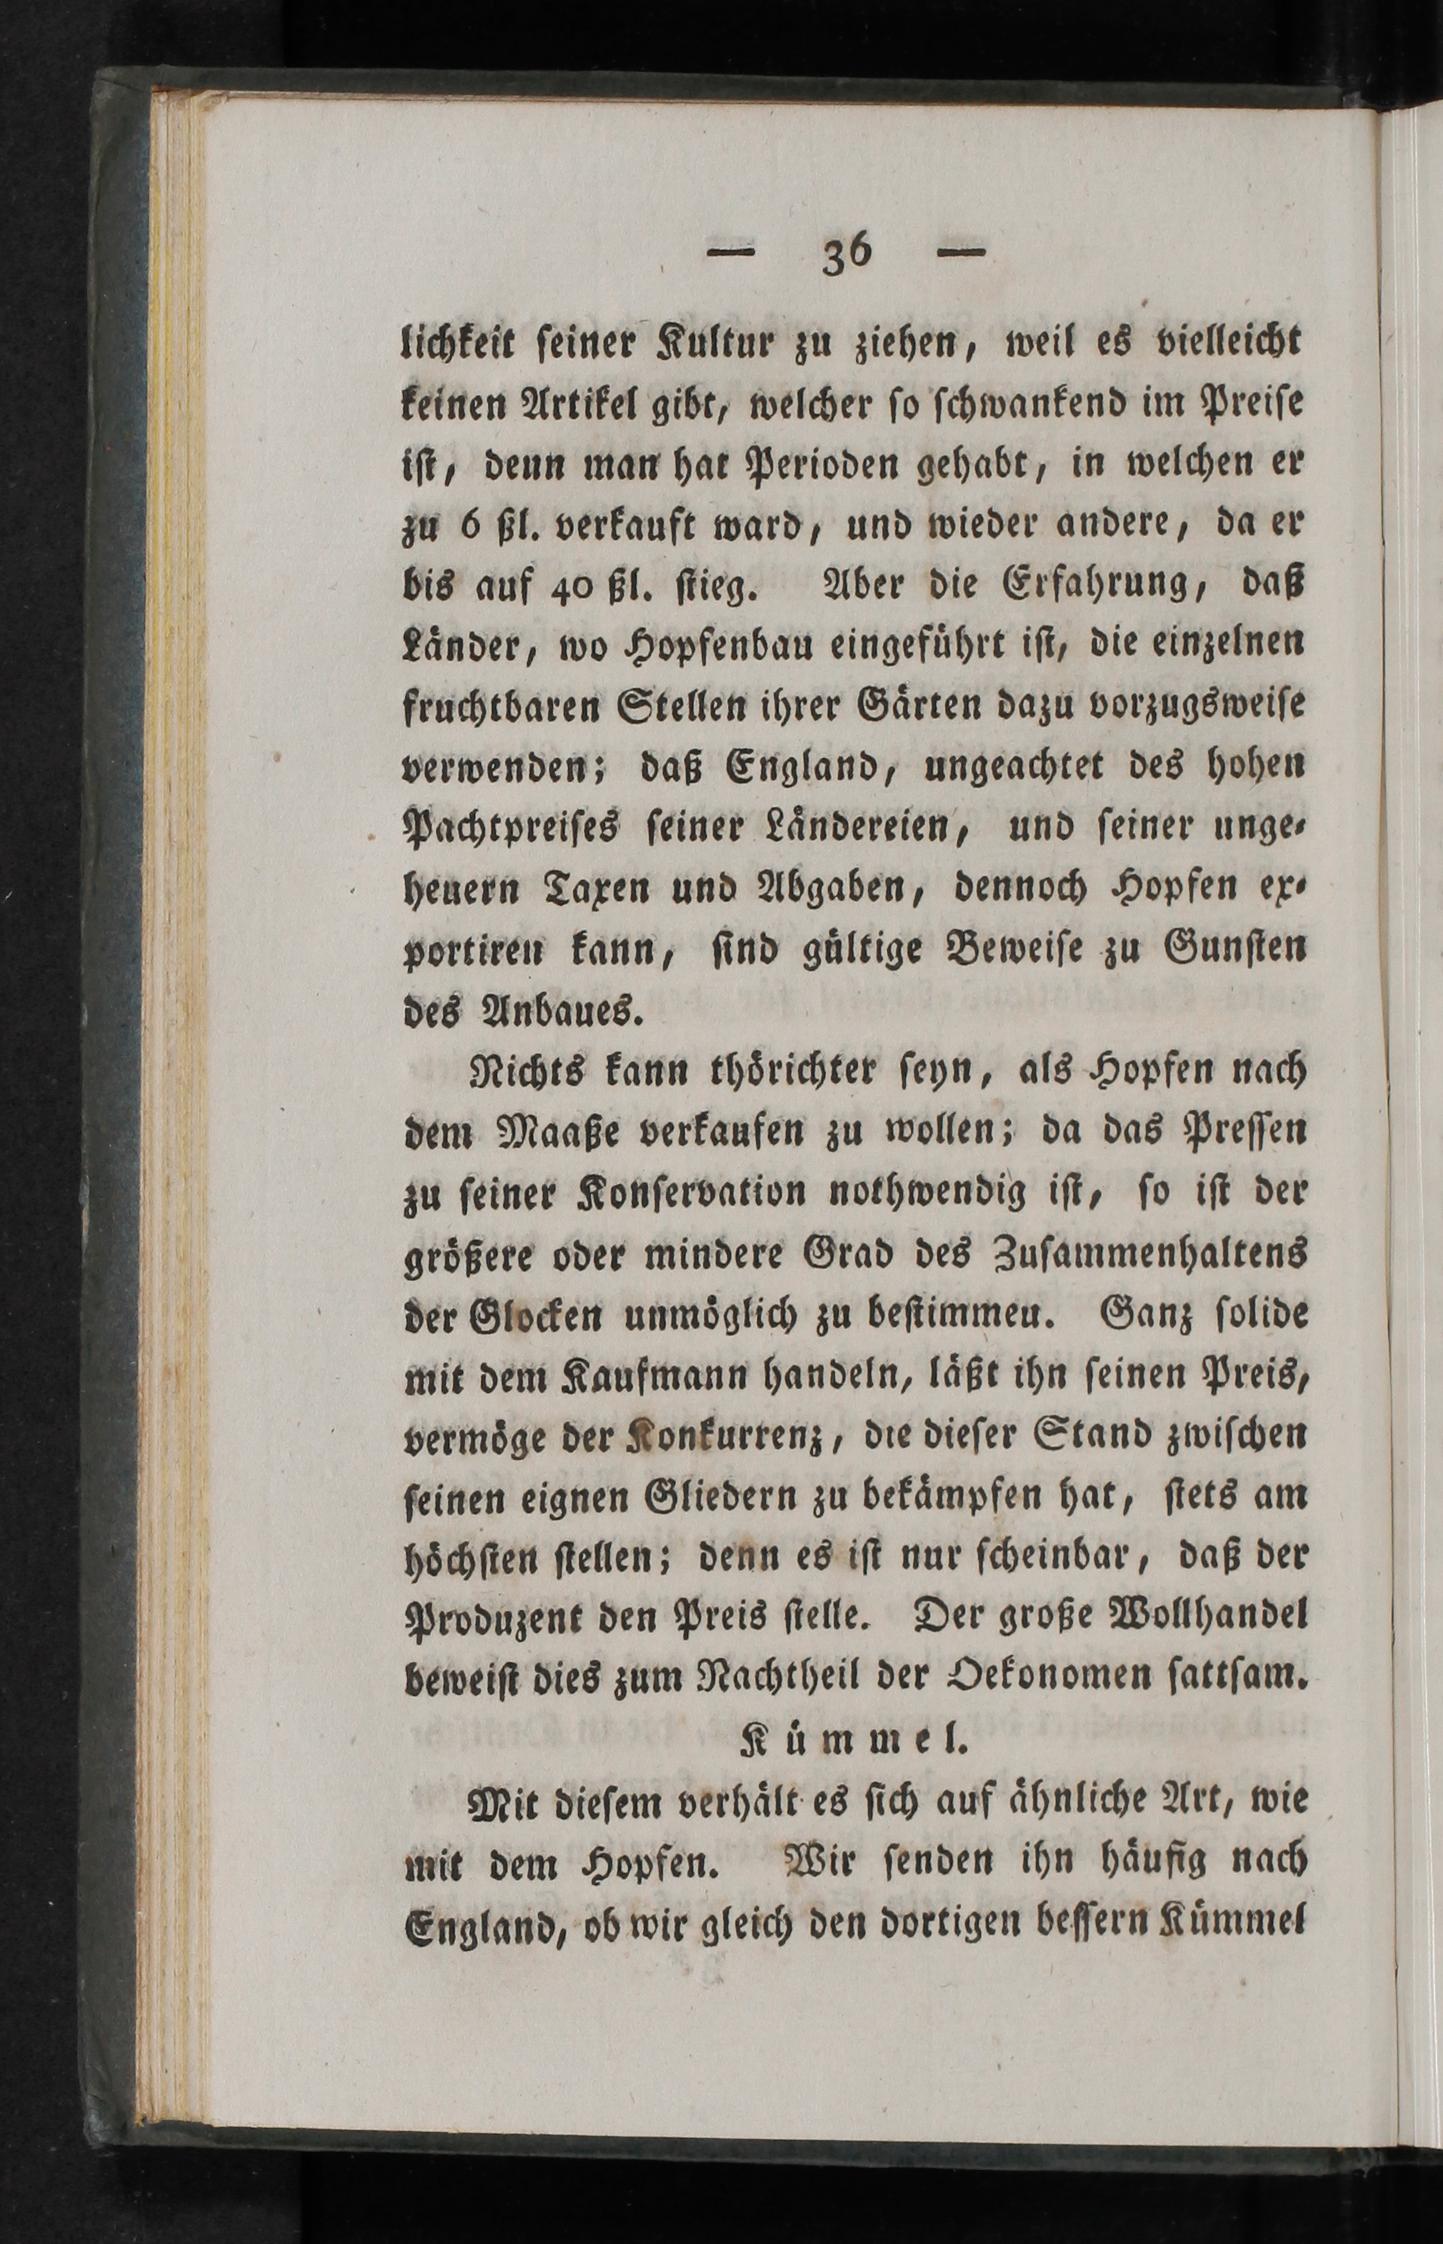 — 36 —
lichkeit seiner Kultur zu ziehen, weil es vielleicht
keinen Artikel gibt, welcher so schwankend im Preise
ist, denn man hat Perioden gehabt, in welchen er
zu 6 ßl. verkauft ward, und wieder andere, da er
bis auf 40 ßl. stieg. Aber die Erfahrung, daß
Länder, wo Hopfenbau eingeführt ist, die einzelnen
fruchtbaren Stellen ihrer Gärten dazu vorzugsweise
verwenden; daß England, ungeachtet des hohen
Pachtpreises seiner Ländereien, und seiner unge-
heuern Taxen und Abgaben, dennoch Hopfen ex-
portiren kann, sind gültige Beweise zu Gunsten
des Anbaues.
Nichts kann thörichter seyn, als Hopfen nach
dem Maaße verkaufen zu wollen; da das Pressen
zu seiner Konservation nothwendig ist, so ist der
größere oder mindere Grad des Zusammenhaltens
der Glocken unmöglich zu bestimmen. Ganz solide
mit dem Kaufmann handeln, läßt ihn seinen Preis,
vermöge der Konkurrenz, die dieser Stand zwischen
seinen eignen Gliedern zu bekämpfen hat, stets am
höchsten stellen; denn es ist nur scheinbar, daß der
Produzent den Preis stelle. Der große Wollhandel
beweist dies zum Nachtheil der Oekonomen sattsam.
Kümmel.
Mit diesem verhält es sich auf ähnliche Art, wie
mit dem Hopfen. Wir senden ihn häufig nach
England, ob wir gleich den dortigen bessern Kümmel